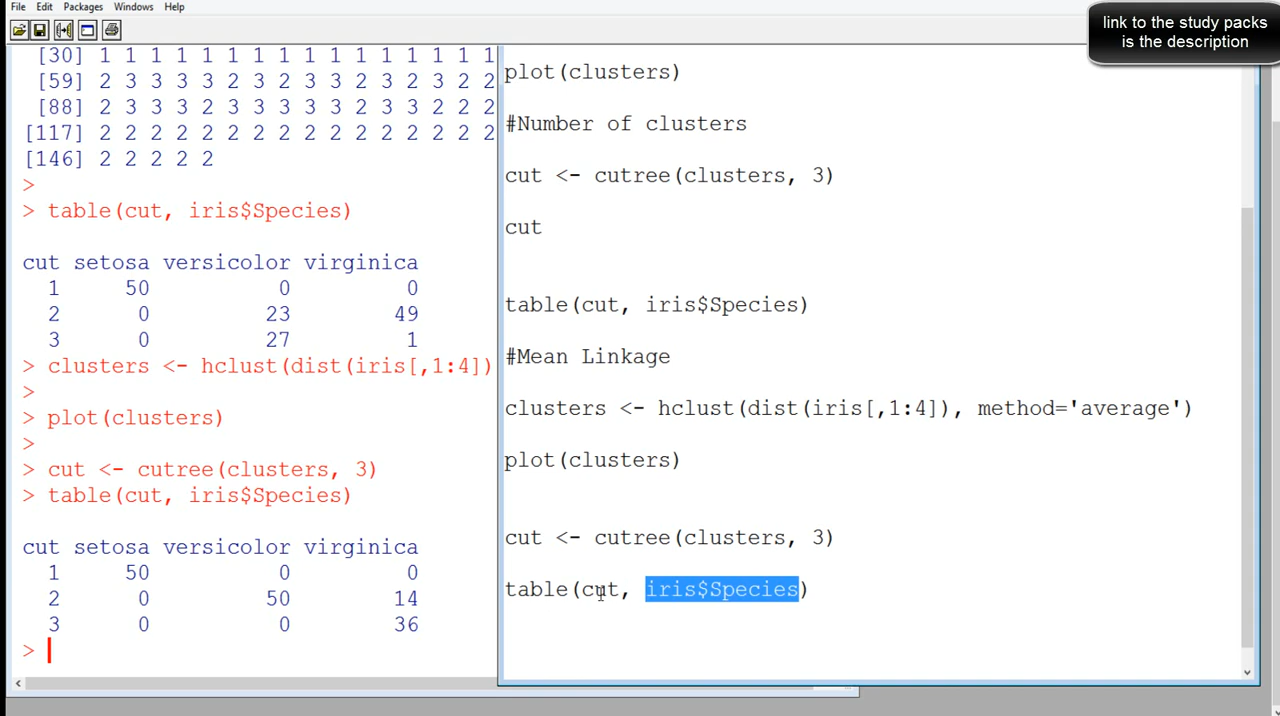 File Edit Packages Windows Help
link to the study packs
is the description
[30] 1 1 1 1 1 1 1 1 1 1 1 1 1 1 1 1
[59] 2 3 3 3 3 2 3 2 3 3 2 3 2 3 2 2
[88] 2 3 3 3 2 3 3 3 3 3 2 3 3 2 2 2
[117] 2 2 2 2 2 2 2 2 2 2 2 2 2 2 2 2
[146] 2 2 2 2 2
>
> table(cut, iris$Species)
cut setosa versicolor virginica
1 50 0 0
2 0 23 49
3 0 27 1
> clusters <- hclust(dist(iris[,1:4])
>
> plot(clusters)
>
> cut <- cutree(clusters, 3)
> table(cut, iris$Species)
cut setosa versicolor virginica
1 50 0 0
2 0 50 14
3 0 0 36
>
plot(clusters)
#Number of clusters
cut <- cutree(clusters, 3)
cut
table(cut, iris$Species)
#Mean Linkage
clusters <- hclust(dist(iris[,1:4]), method='average')
plot(clusters)
cut <- cutree(clusters, 3)
table(cut, iris$Species)